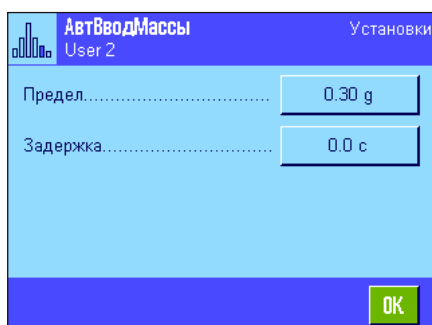 АвтВводМассы
Установки
User 2
Предел................................ 0.30 g
Задержка............................. 0.0 с
OK